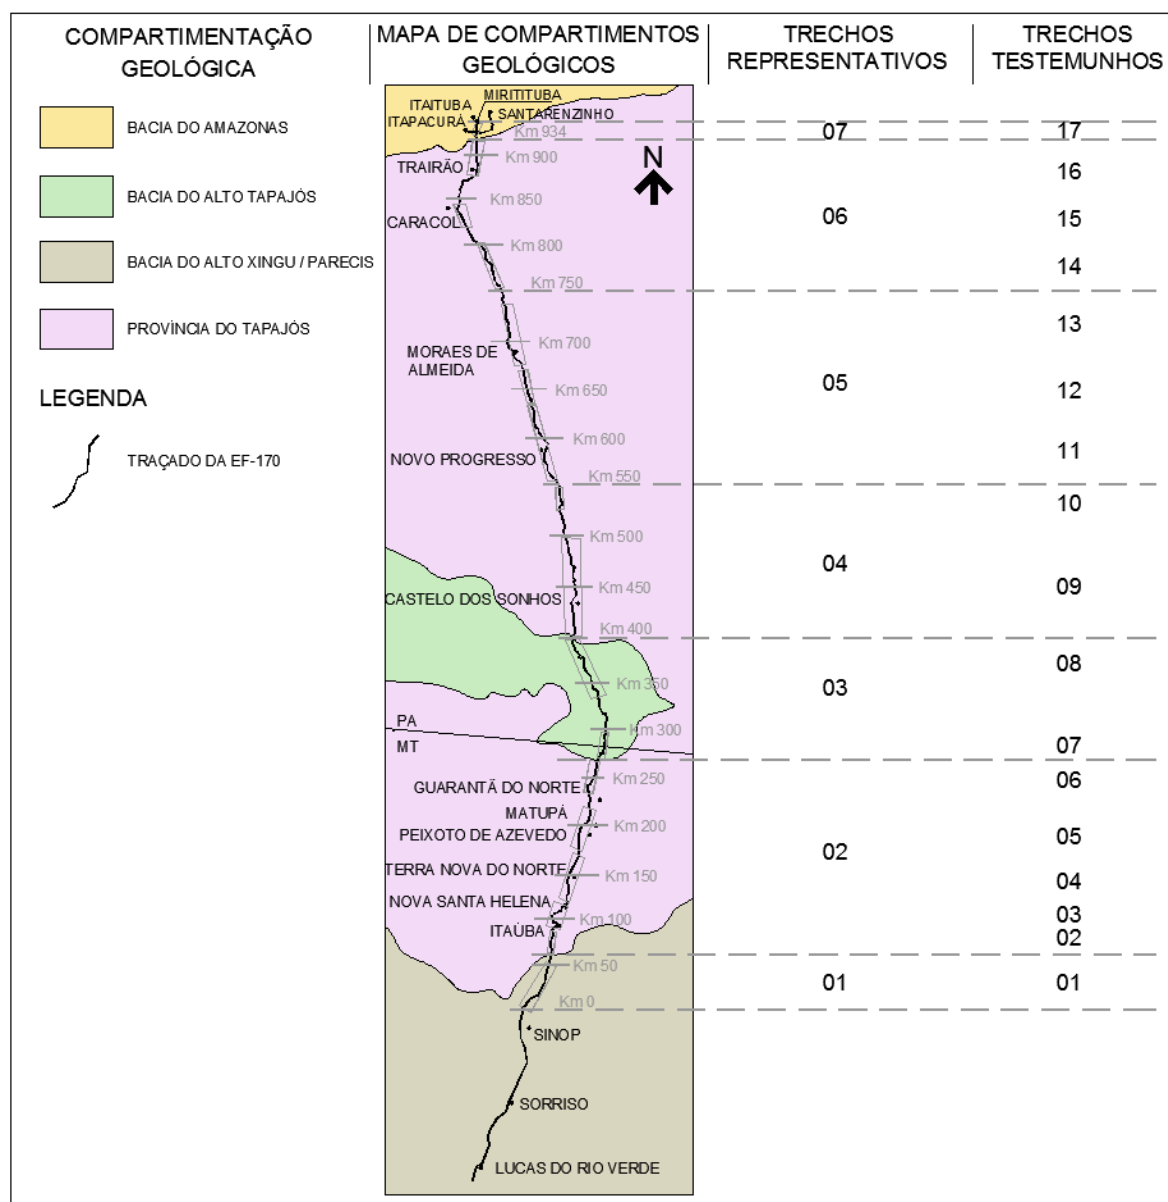 COMPARTIMENTAÇÃO
GEOLÓGICA
BACIA DO AMAZONAS
BACIA DO ALTO TAPAJÓS
BACIA DO ALTO XINGU / PARECIS
PROVÍNCIA DO TAPAJÓS
LEGENDA
TRAÇADO DA EF-170
MAPA DE COMPARTIMENTOS
GEOLÓGICOS
MIRITITUBA
ITAITUBA
SANTARENZINHO
ITAPACURÁ
Km 934
Km 900
TRAIRÃO
N
Km 850
CARACOL
Km 800
Km 750
Km 700
MORAES DE
ALMEIDA
Km 650
Km 600
NOVO PROGRESSO
Km 550
Km 500
Km 450
CASTELO DOS SONHOS
Km 400
Km 350
PA
Km 300
MT
Km 250
GUARANTÃ DO NORTE
MATUPÁ
Km 200
PEIXOTO DE AZEVEDO
TERRA NOVA DO NORTE
Km 150
NOVA SANTA HELENA
Km 100
ITAÚBA
Km 50
Km 0
SINOP
SORRISO
LUCAS DO RIO VERDE
TRECHOS
REPRESENTATIVOS
07
06
05
04
03
02
01
TRECHOS
TESTEMUNHOS
17
16
15
14
13
12
11
10
09
08
07
06
05
04
03
02
01